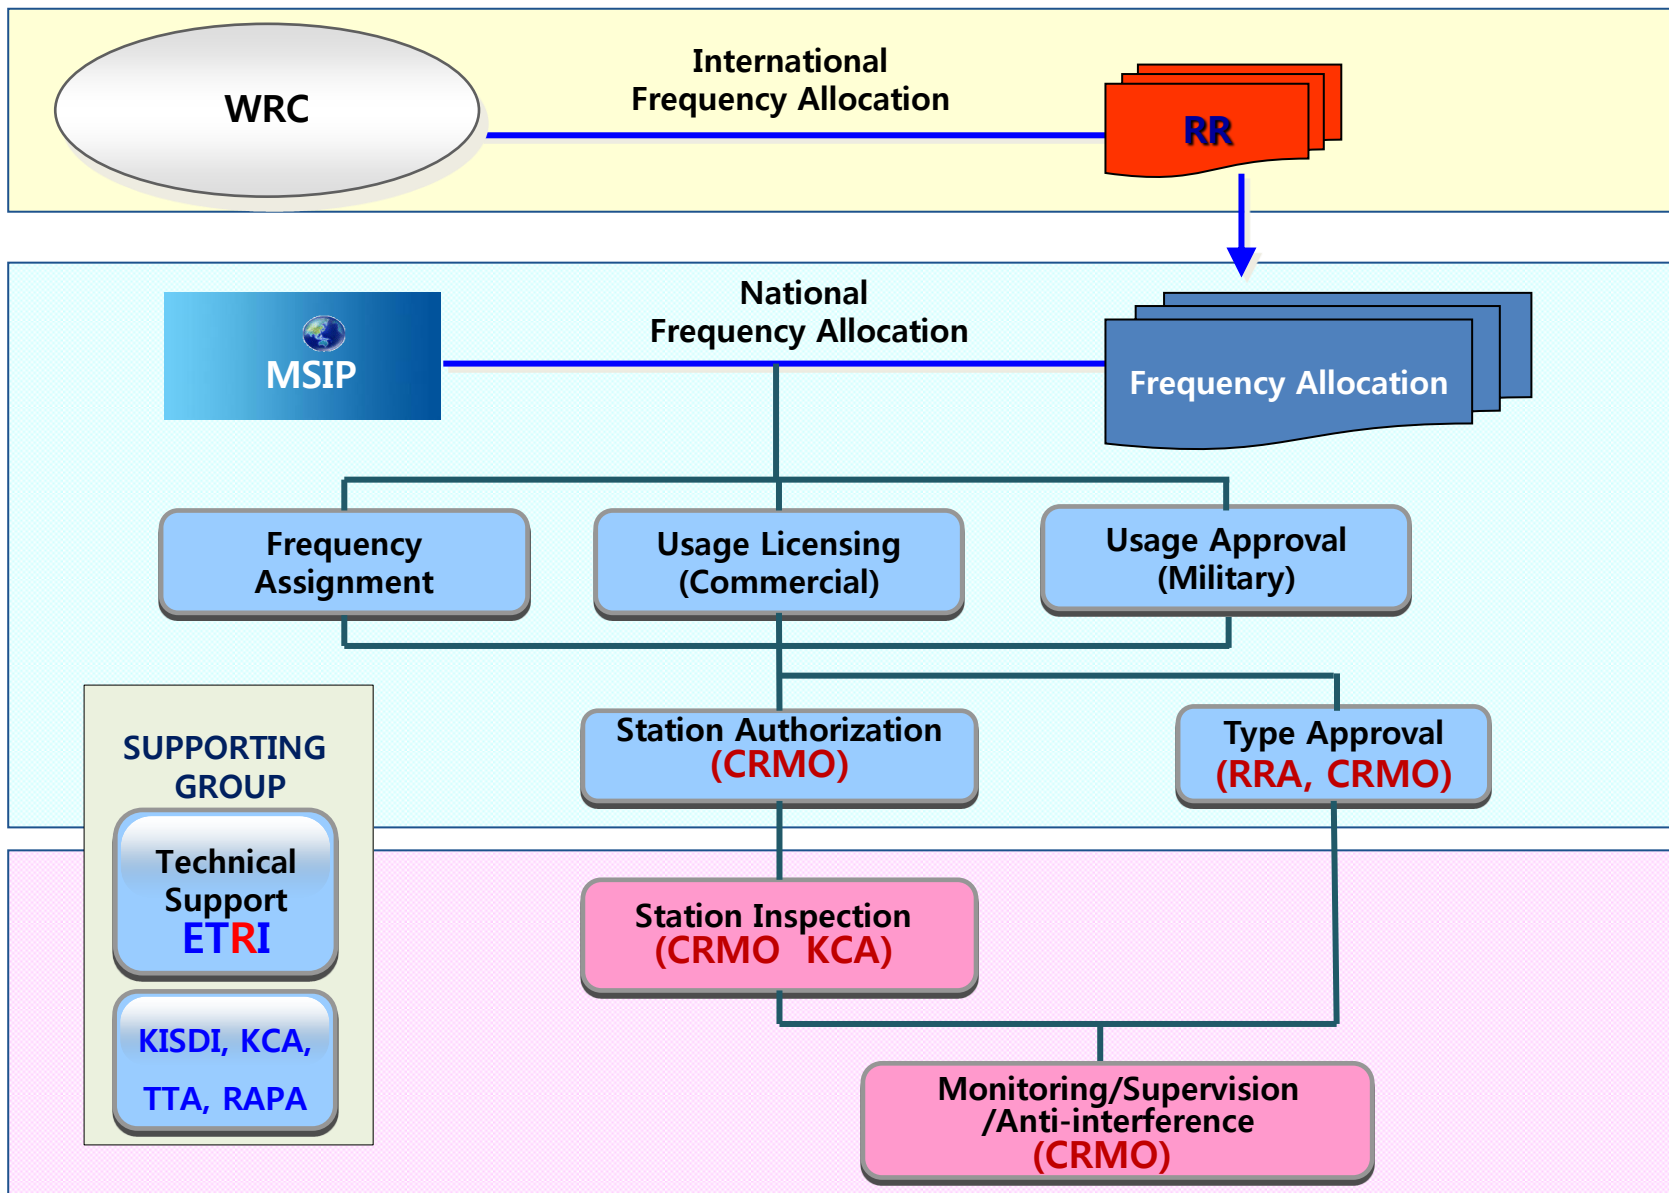 WRC
International
Frequency Allocation
RR
MSIP
National
Frequency Allocation
Frequency Allocation
Frequency
Assignment
Usage Licensing
(Commercial)
Usage Approval
(Military)
Station Authorization
(CRMO)
Type Approval
(RRA, CRMO)
SUPPORTING
GROUP
Technical
Support
ETRI
KISDI, KCA,
TTA, RAPA
Station Inspection
(CRMO KCA)
Monitoring/Supervision
/Anti-interference
(CRMO)